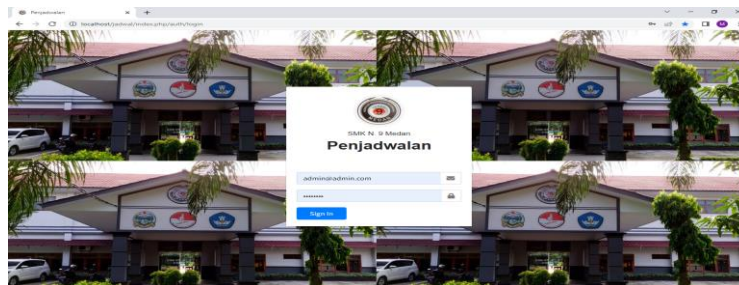 Penjadwalan
localhost/jadwal/index.php/auth/login
SMK N. 9 Medan
Penjadwalan
admin@admin.com
Sign In